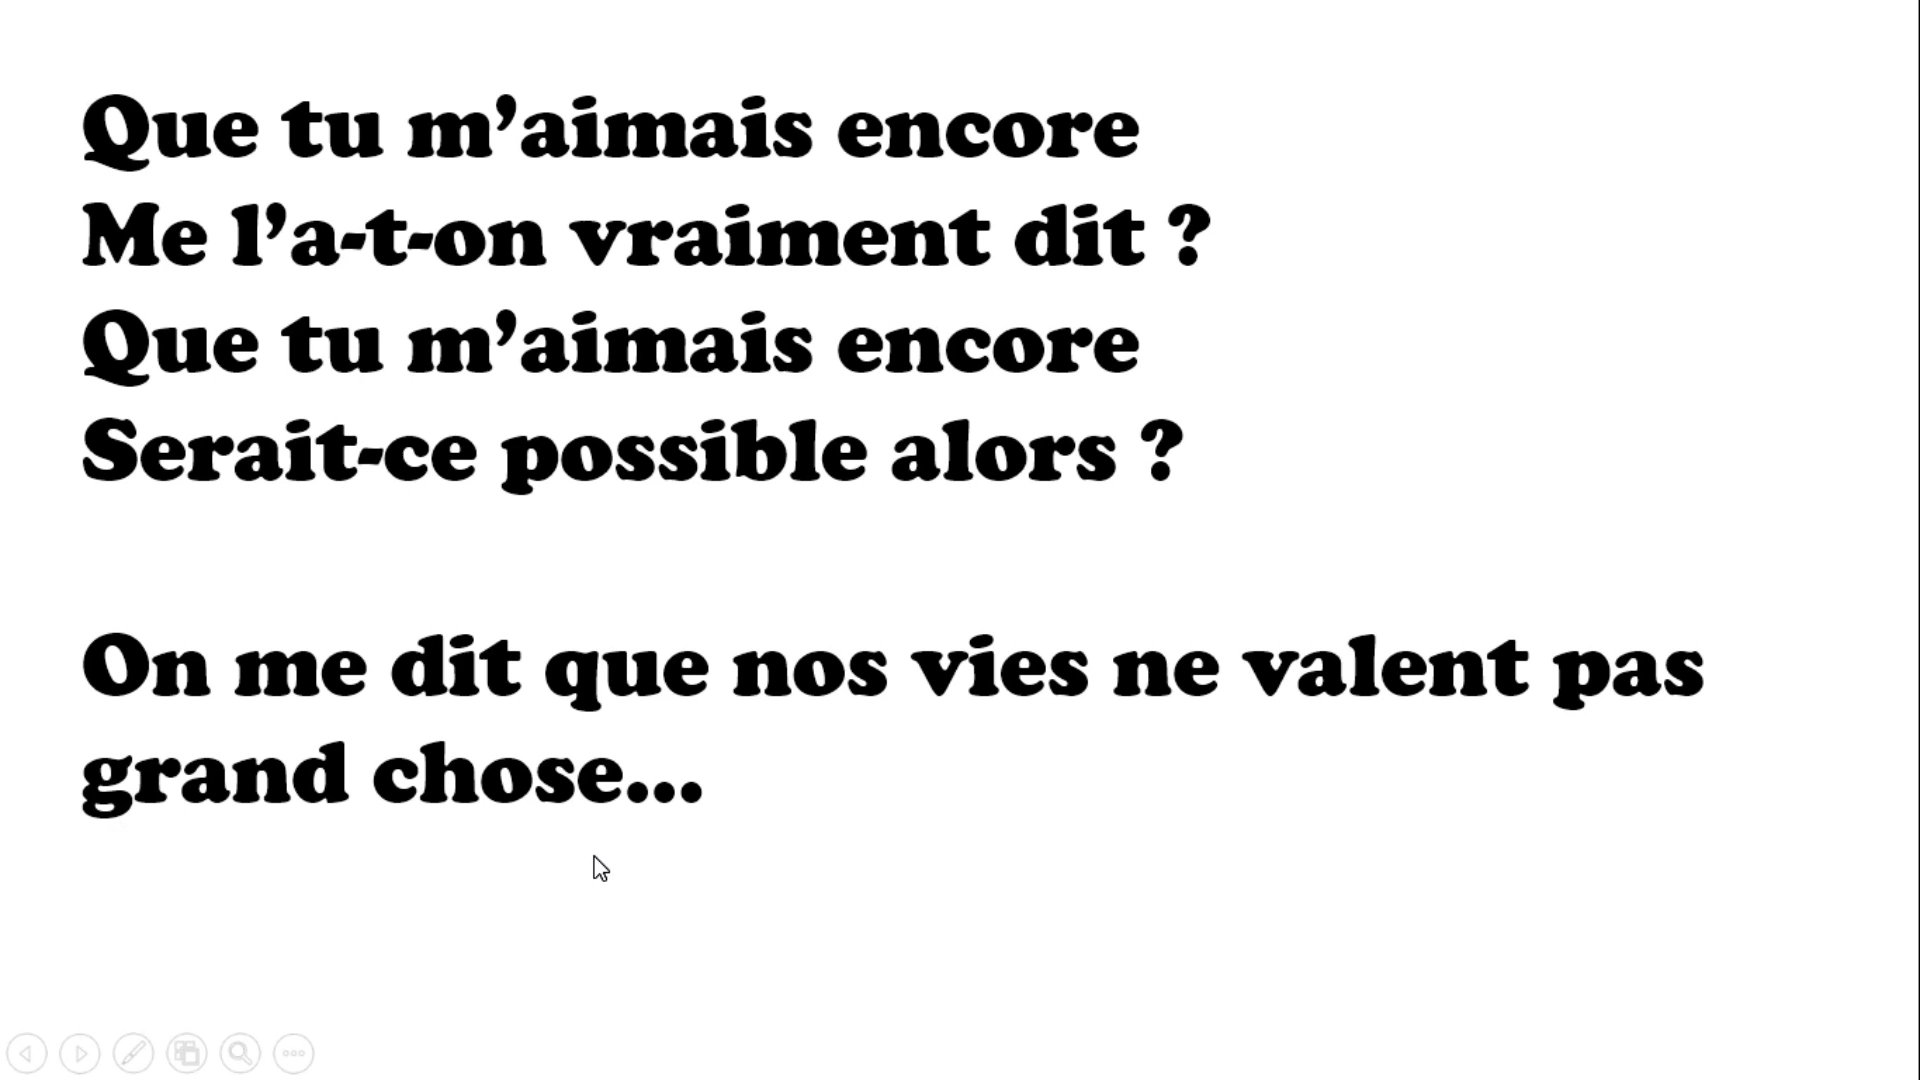 Que tu m’aimais encore
Me l’a-t-on vraiment dit ?
Que tu m’aimais encore
Serait-ce possible alors ?
On me dit que nos vies ne valent pas
grand chose...